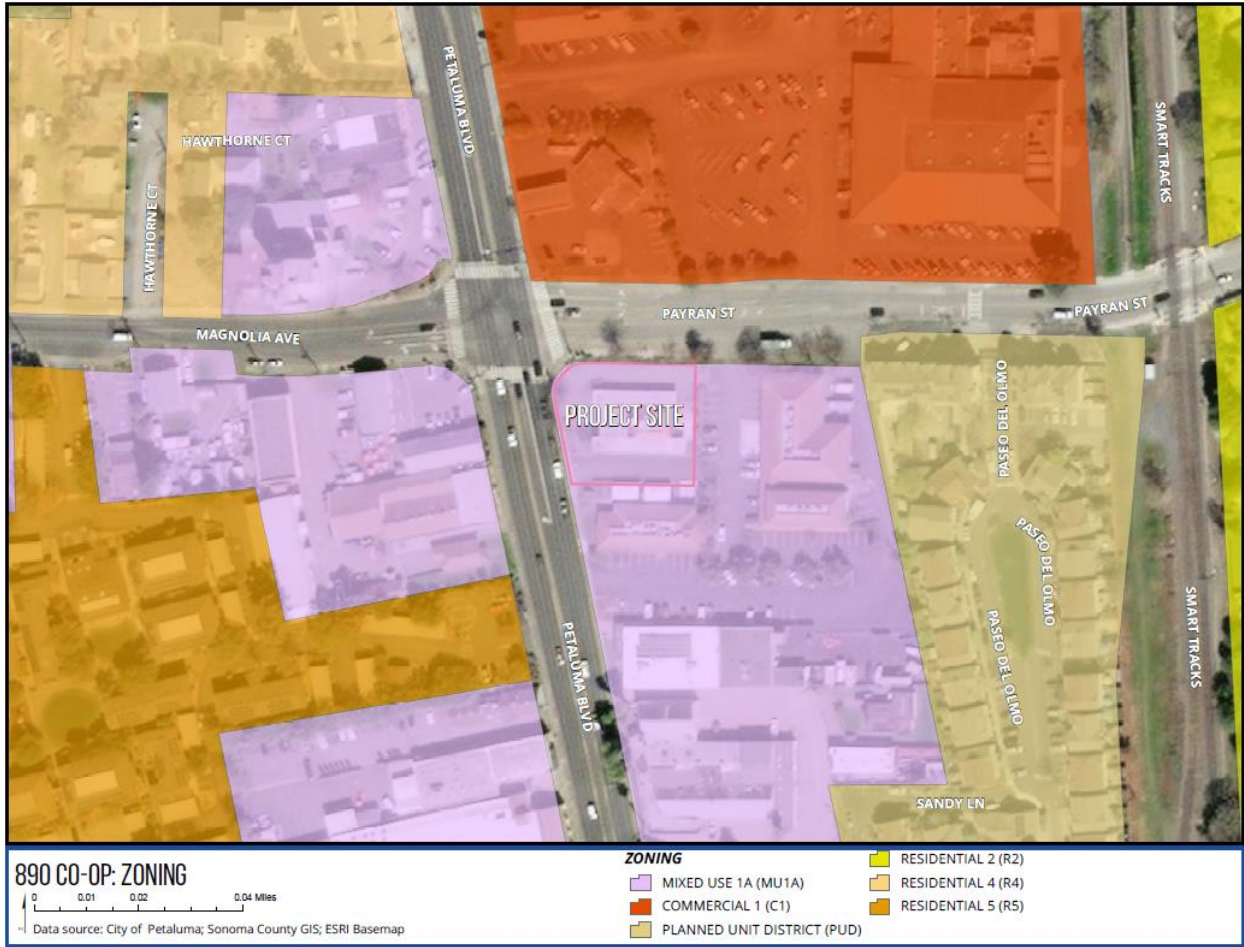 PETALUMA BLVD
SMART TRACKS
HAWTHORNE CT
HAWTHORNE CT
PAYRAN ST
PAYRAN ST
MAGNOLIA AVE
PROJECT SITE
PASEO DEL OLMO
PASEO DEL OLMO
PASEO DEL OLMO
SMART TRACKS
PETALUMA BLVD
SANDY LN
890 CO-OP: ZONING
0 0.01 0.02 0.04 Miles
Data source: City of Petaluma; Sonoma County GIS; ESRI Basemap
ZONING
MIXED USE 1A (MU1A)
COMMERCIAL 1 (C1)
PLANNED UNIT DISTRICT (PUD)
RESIDENTIAL 2 (R2)
RESIDENTIAL 4 (R4)
RESIDENTIAL 5 (R5)